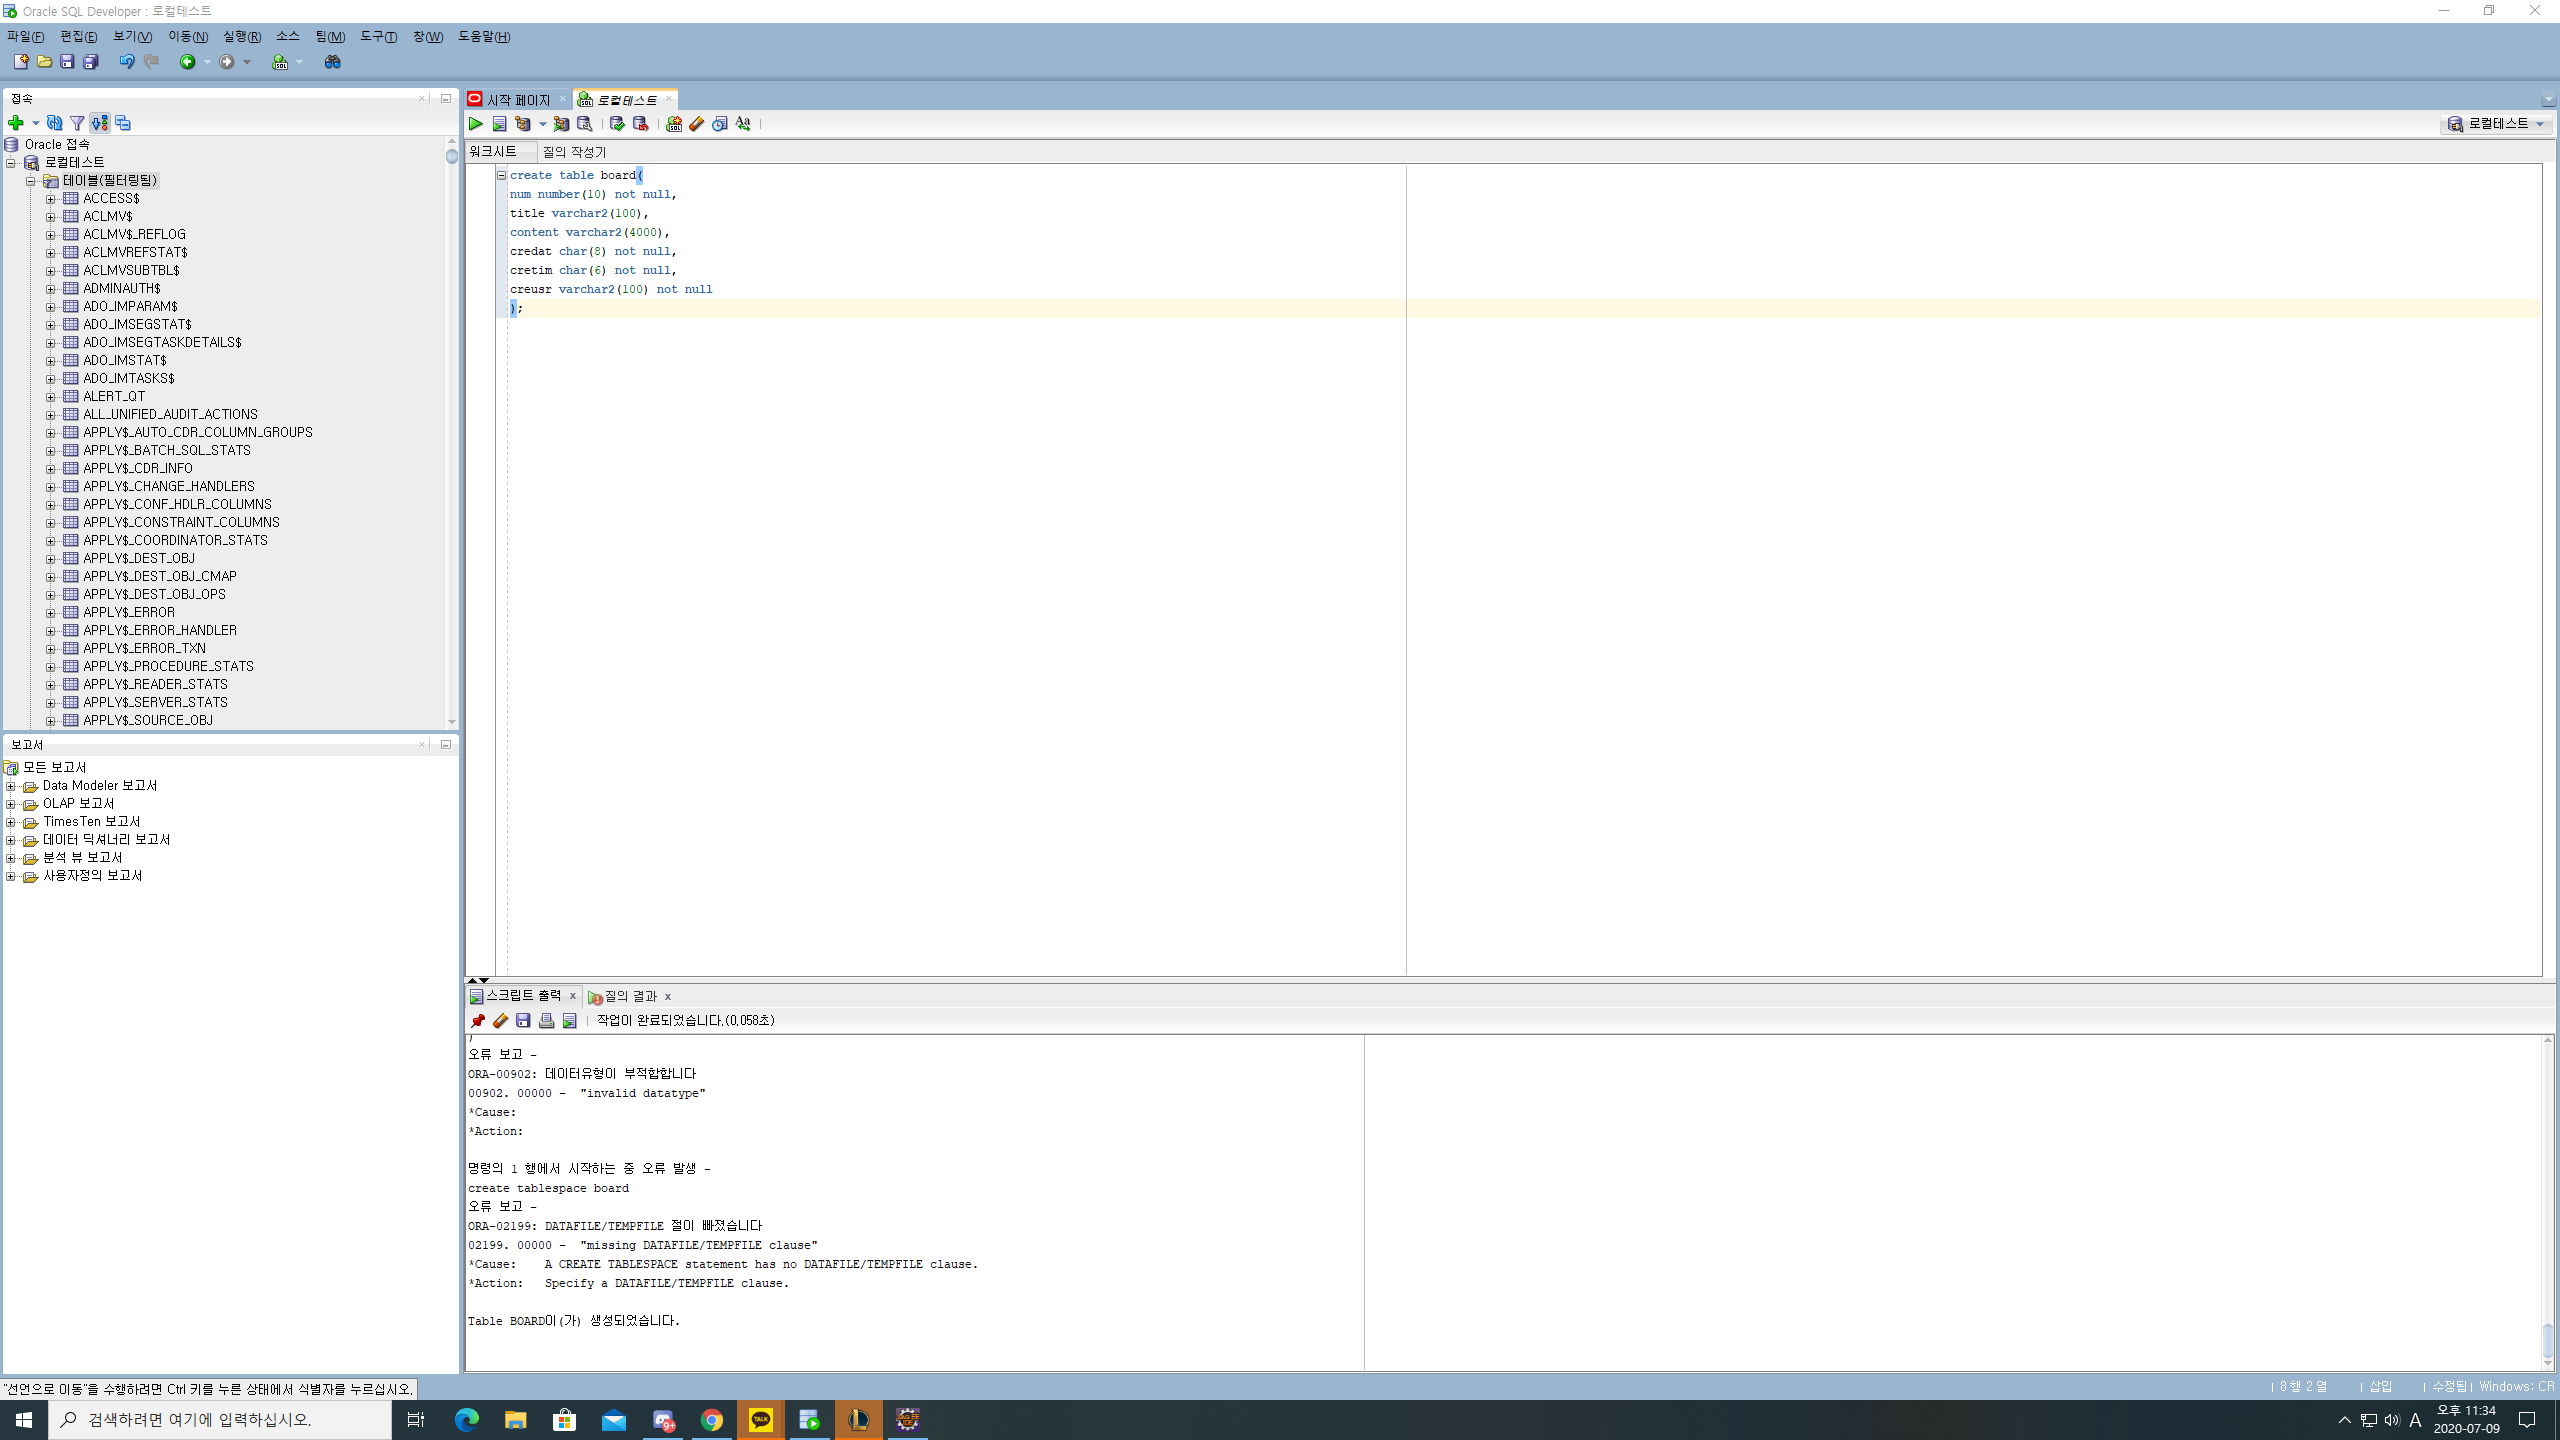 Oracle SQL Developer : 로컬테스트
파일(F) 편집(E) 보기(V) 이동(N) 실행(R) 소스 팀(M) 도구(T) 창(W) 도움말(H)
접속
Oracle 접속
로컬테스트
테이블(필터링됨)
ACCESS$
ACLMV$
ACLMV$_REFLOG
ACLMVREFSTAT$
ACLMVSUBTBL$
ADMINAUTH$
ADO_IMPARAM$
ADO_IMSEGSTAT$
ADO_IMSEGTASKDETAILS$
ADO_IMSTAT$
ADO_IMTASKS$
ALERT_QT
ALL_UNIFIED_AUDIT_ACTIONS
APPLY$_AUTO_CDR_COLUMN_GROUPS
APPLY$_BATCH_SQL_STATS
APPLY$_CDR_INFO
APPLY$_CHANGE_HANDLERS
APPLY$_CONF_HDLR_COLUMNS
APPLY$_CONSTRAINT_COLUMNS
APPLY$_COORDINATOR_STATS
APPLY$_DEST_OBJ
APPLY$_DEST_OBJ_CMAP
APPLY$_DEST_OBJ_OPS
APPLY$_ERROR
APPLY$_ERROR_HANDLER
APPLY$_ERROR_TXN
APPLY$_PROCEDURE_STATS
APPLY$_READER_STATS
APPLY$_SERVER_STATS
APPLY$_SOURCE_OBJ
보고서
모든 보고서
Data Modeler 보고서
OLAP 보고서
TimesTen 보고서
데이터 딕셔너리 보고서
분석 뷰 보고서
사용자정의 보고서
시작 페이지 로컬테스트
로컬테스트
워크시트 질의 작성기
create table board(
num number(10) not null,
title varchar2(100),
content varchar2(4000),
credat char(8) not null,
cretim char(6) not null,
creusr varchar2(100) not null
);
스크립트 출력 x 질의 결과 x
작업이 완료되었습니다.(0.058초)
)
오류 보고 -
ORA-00902: 데이터유형이 부적합합니다
00902. 00000 -  "invalid datatype"
*Cause:
*Action:
명령의 1 행에서 시작하는 중 오류 발생 -
create tablespace board
오류 보고 -
ORA-02199: DATAFILE/TEMPFILE 절이 빠졌습니다
02199. 00000 -  "missing DATAFILE/TEMPFILE clause"
*Cause:    A CREATE TABLESPACE statement has no DATAFILE/TEMPFILE clause.
*Action:   Specify a DATAFILE/TEMPFILE clause.
Table BOARD이(가) 생성되었습니다.
"선언으로 이동"을 수행하려면 Ctrl 키를 누른 상태에서 식별자를 누르십시오.
8 행 2 열 | 삽입 | 수정됨 | Windows: CR
검색하려면 여기에 입력하십시오.
9+
TALK
A
오후 11:34
2020-07-09